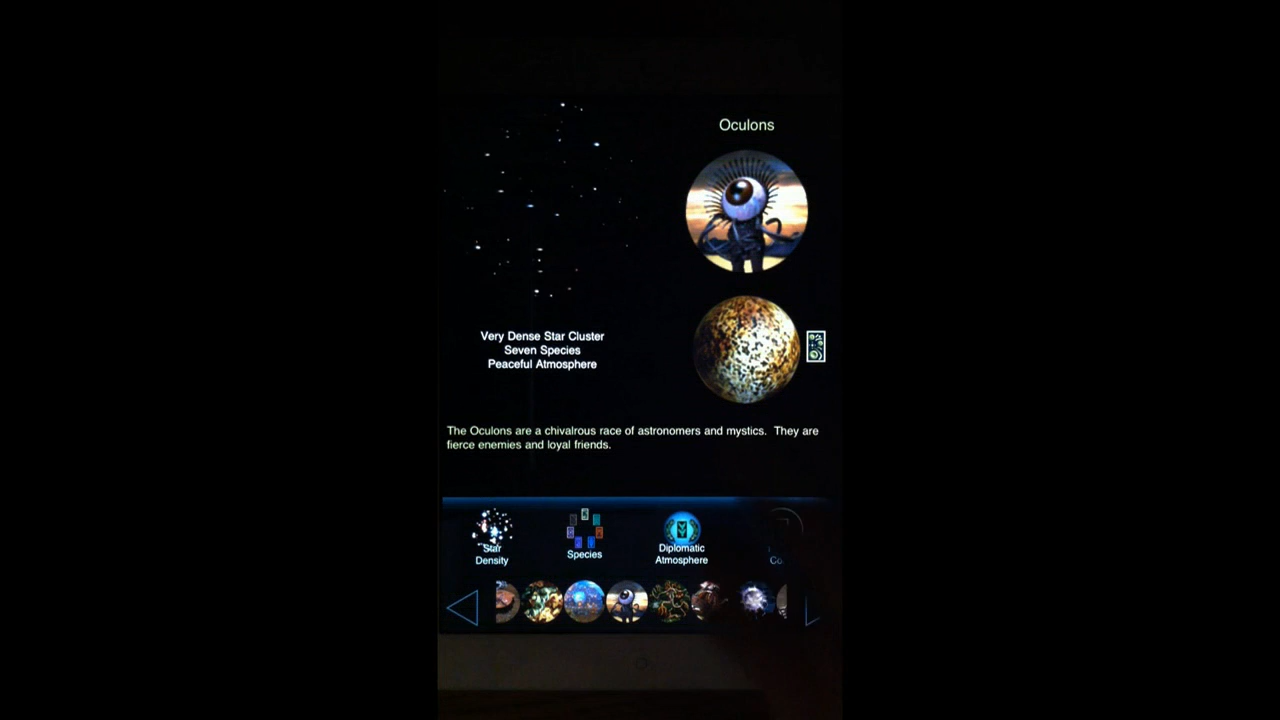 Oculons
Very Dense Star Cluster
Seven Species
Peaceful Atmosphere
The Oculons are a chivalrous race of astronomers and mystics. They are
fierce enemies and loyal friends.
Star
Density
Species
Diplomatic
Atmosphere